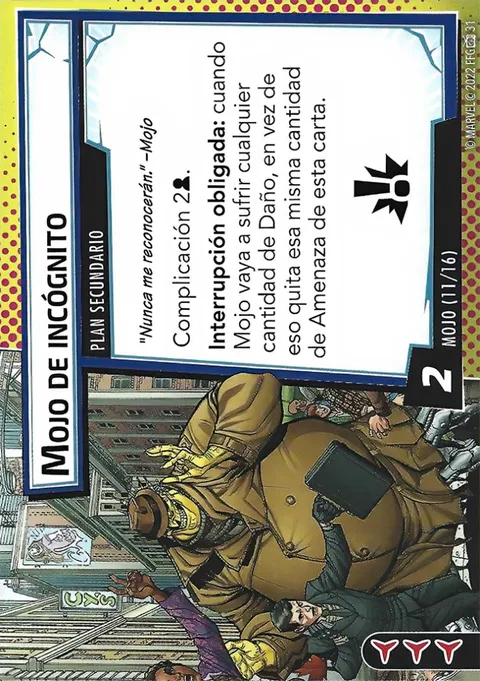 MOJO DE INCÓGNITO
PLAN SECUNDARIO
"Nunca me reconocerán." –Mojo
Complicación 2.
Interrupción obligada: cuando
Mojo vaya a sufrir cualquier
cantidad de Daño, en vez de
eso quita esa misma cantidad
de Amenaza de esta carta.
2
MOJO (11/16)
© MARVEL © 2022 FFG 31
CYS